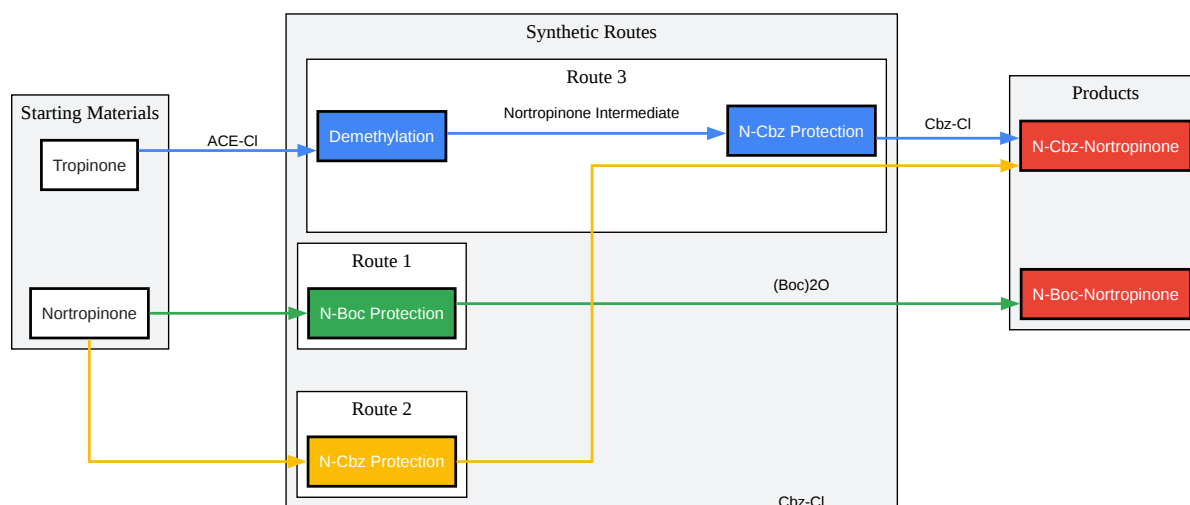 Synthetic Routes
Route 3
Starting Materials
Products
Tropinone
ACE-Cl
Demethylation
Nortropinone Intermediate
N-Cbz Protection
Cbz-Cl
N-Cbz-Nortropinone
Route 1
Nortropinone
N-Boc Protection
(Boc)2O
N-Boc-Nortropinone
Route 2
N-Cbz Protection
Cbz-Cl